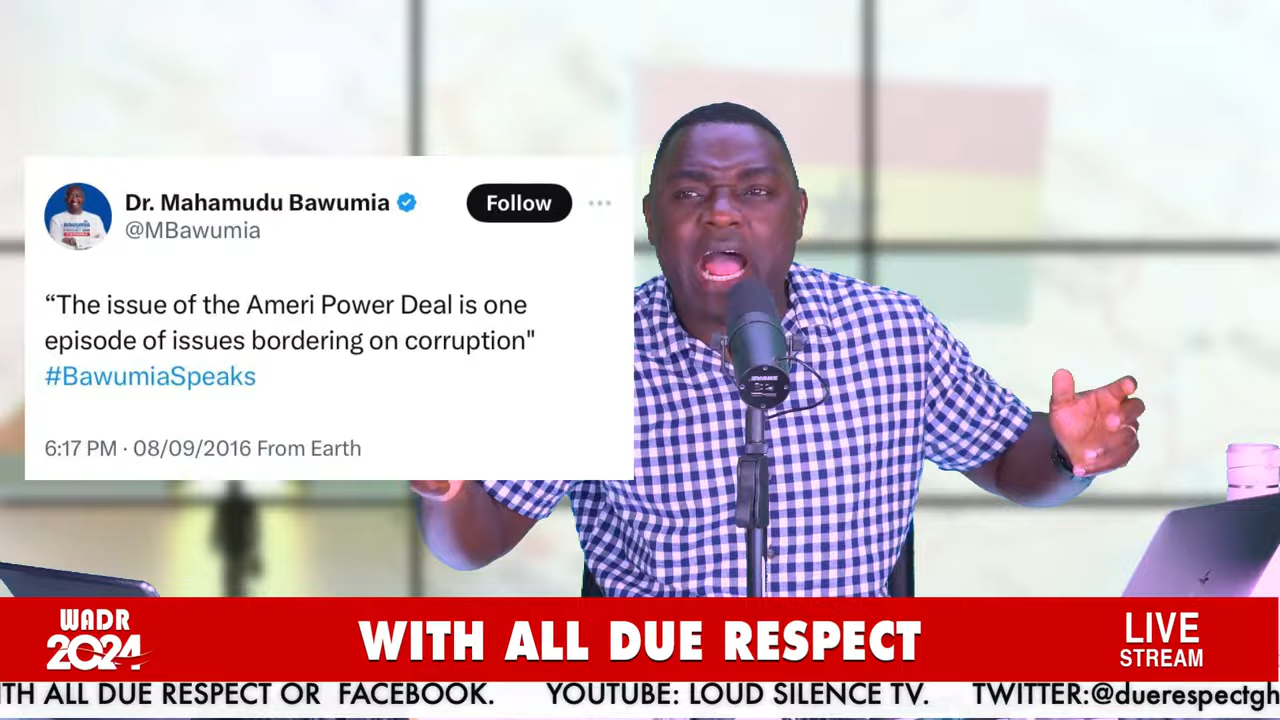 Dr. Mahamudu Bawumia
@MBawumia
Follow
“The issue of the Ameri Power Deal is one
episode of issues bordering on corruption"
#BawumiaSpeaks
6:17 PM · 08/09/2016 From Earth
WADR
2024
WITH ALL DUE RESPECT
LIVE
STREAM
TH ALL DUE RESPECT OR FACEBOOK. YOUTUBE: LOUD SILENCE TV. TWITTER:@duerespectgh